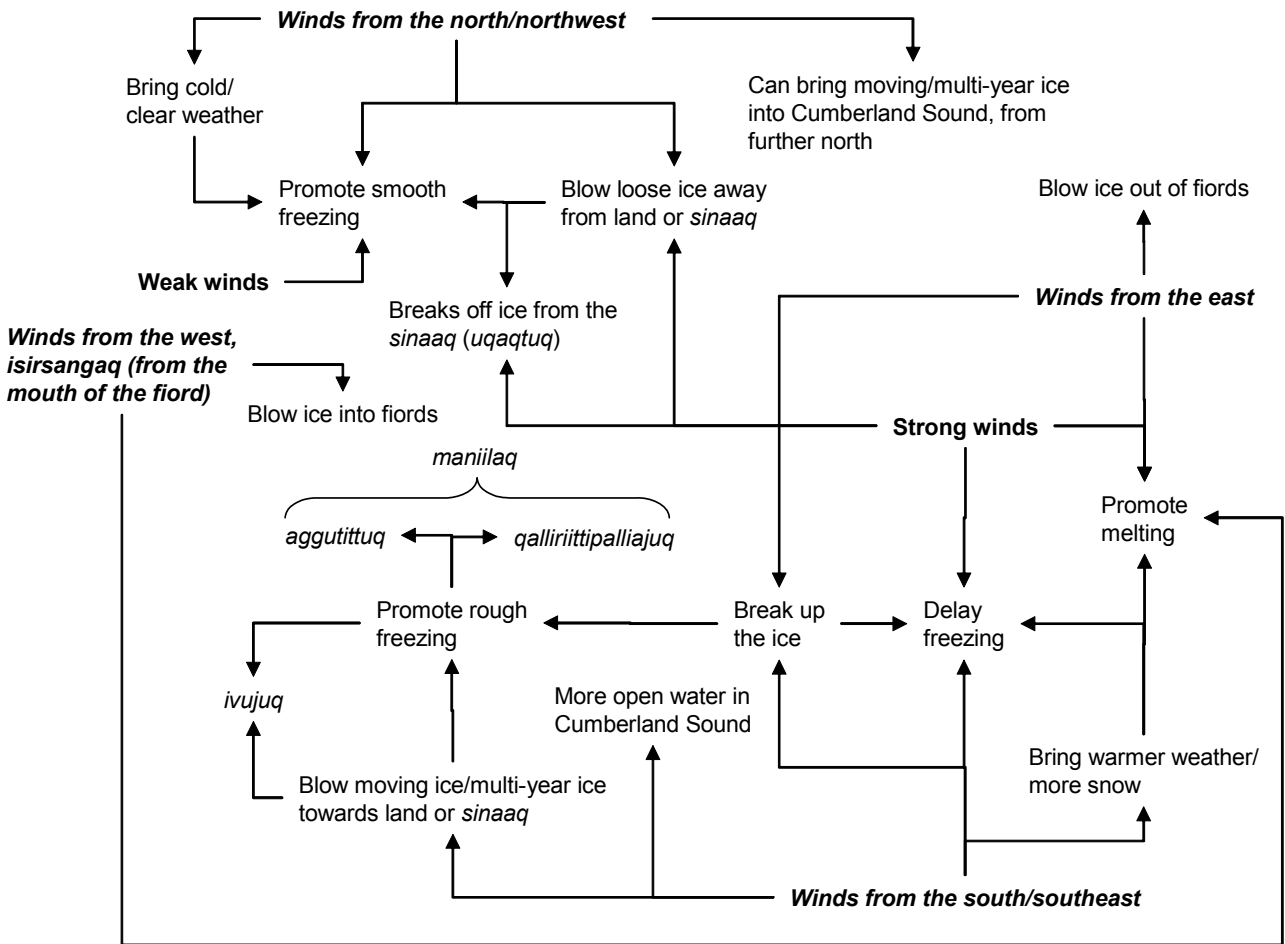 Winds from the north/northwest
Bring cold/
clear weather
Can bring moving/multi-year ice
into Cumberland Sound, from
further north
Promote smooth
freezing
Blow loose ice away
from land or sinaaq
Blow ice out of fiords
Weak winds
Breaks off ice from the
sinaaq (uqaqtuq)
Winds from the east
Winds from the west,
isirsangaq (from the
mouth of the fiord)
Blow ice into fiords
Strong winds
maniilaq
aggutittuq
qalliriittipalliajuq
Promote
melting
Promote rough
freezing
Break up
the ice
Delay
freezing
ivujuq
More open water in
Cumberland Sound
Blow moving ice/multi-year ice
towards land or sinaaq
Bring warmer weather/
more snow
Winds from the south/southeast